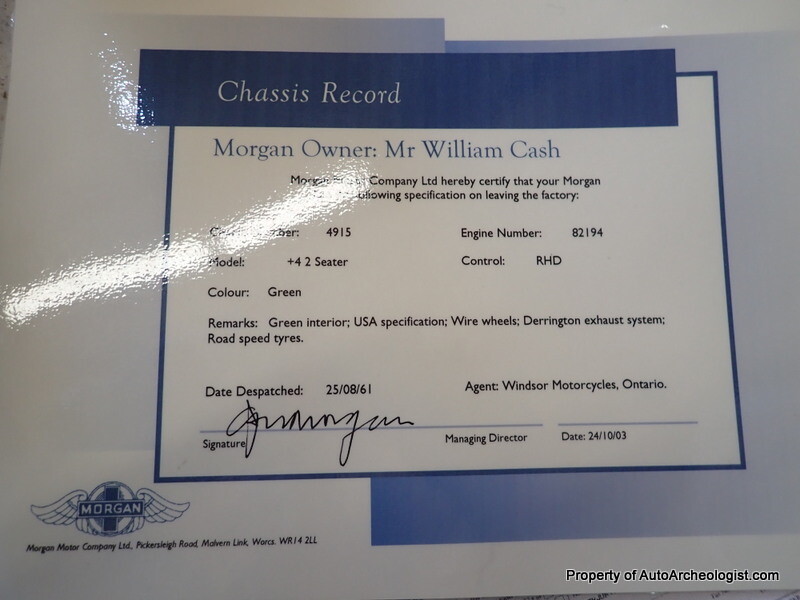 Chassis Record
Morgan Owner: Mr William Cash
Morgan Company Ltd hereby certify that your Morgan
following specification on leaving the factory:
4915 Engine Number: 82194
Model: +4 2 Seater Control: RHD
Colour: Green
Remarks: Green interior; USA specification; Wire wheels; Derrington exhaust system;
Road speed tyres.
Date Despatched: 25/08/61 Agent: Windsor Motorcycles, Ontario.
Signature Managing Director Date: 24/10/03
MORGAN
Morgan Motor Company Ltd., Pickersleigh Road, Malvern Link, Worcs. WR14 2LL
Property of AutoArcheologist.com